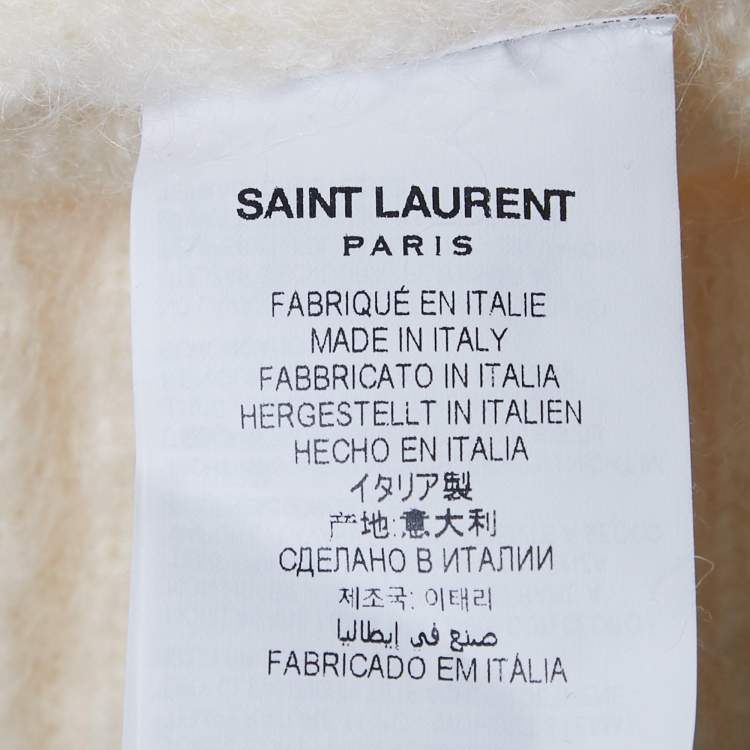 SAINT LAURENT
PARIS
FABRIQUÉ EN ITALIE
MADE IN ITALY
FABBRICATO IN ITALIA
HERGESTELLT IN ITALIEN
HECHO EN ITALIA
イタリア製
产地:意大利
СДЕЛАНО В ИТАЛИИ
제조국: 이태리
صنع في إيطاليا
FABRICADO EM ITÁLIA